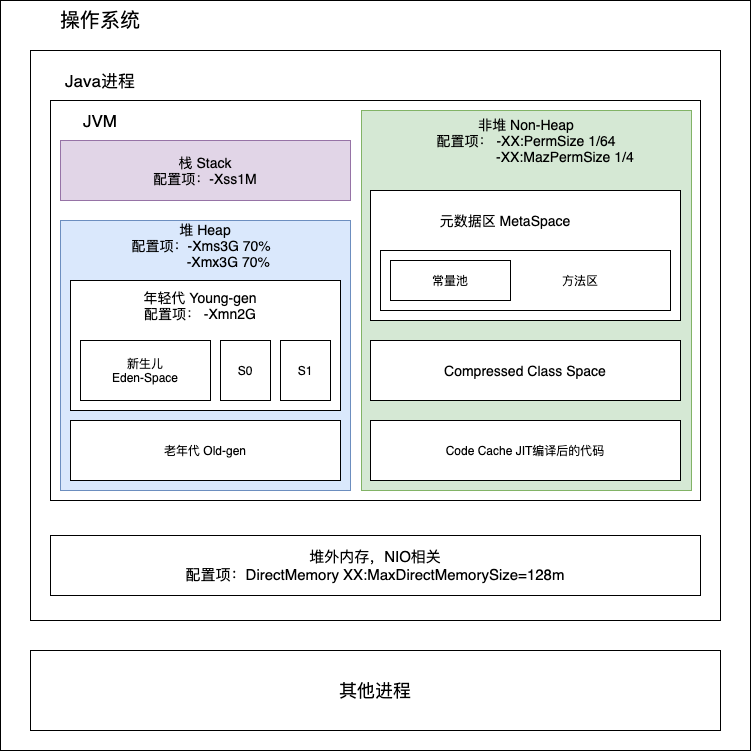 操作系统
Java进程
JVM
栈 Stack
配置项：-Xss1M
堆 Heap
配置项：-Xms3G 70%
-Xmx3G 70%
年轻代 Young-gen
配置项： -Xmn2G
新生儿
Eden-Space
S0
S1
老年代 Old-gen
非堆 Non-Heap
配置项： -XX:PermSize 1/64
-XX:MazPermSize 1/4
元数据区 MetaSpace
常量池
方法区
Compressed Class Space
Code Cache JIT编译后的代码
堆外内存，NIO相关
配置项：DirectMemory XX:MaxDirectMemorySize=128m
其他进程